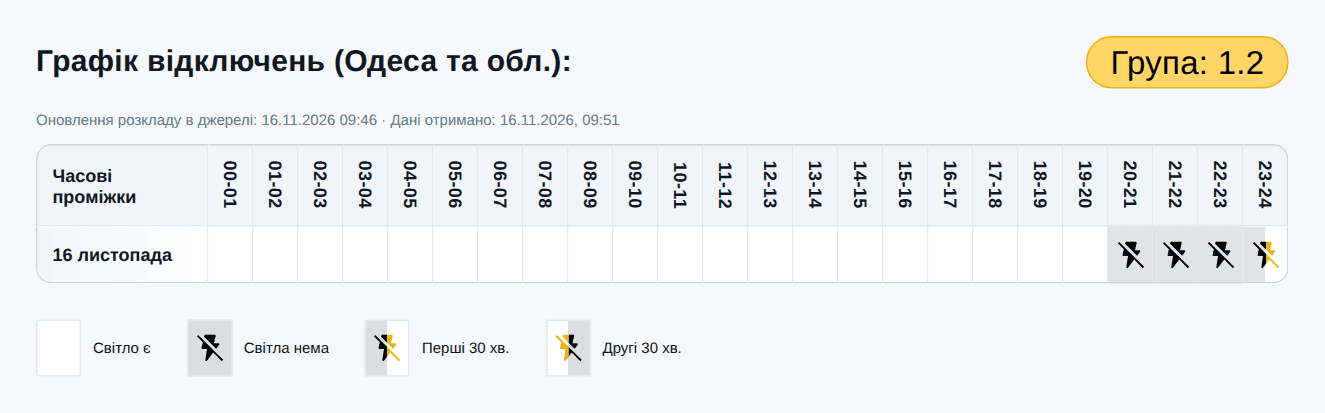 Графік відключень (Одеса та обл.):
Група: 1.2
Оновлення розкладу в джерелі: 16.11.2026 09:46 · Дані отримано: 16.11.2026, 09:51
Часові
проміжки
00-01
01-02
02-03
03-04
04-05
05-06
06-07
07-08
08-09
09-10
10-11
11-12
12-13
13-14
14-15
15-16
16-17
17-18
18-19
19-20
20-21
21-22
22-23
23-24
16 листопада
Світло є
Світла нема
Перші 30 хв.
Другі 30 хв.